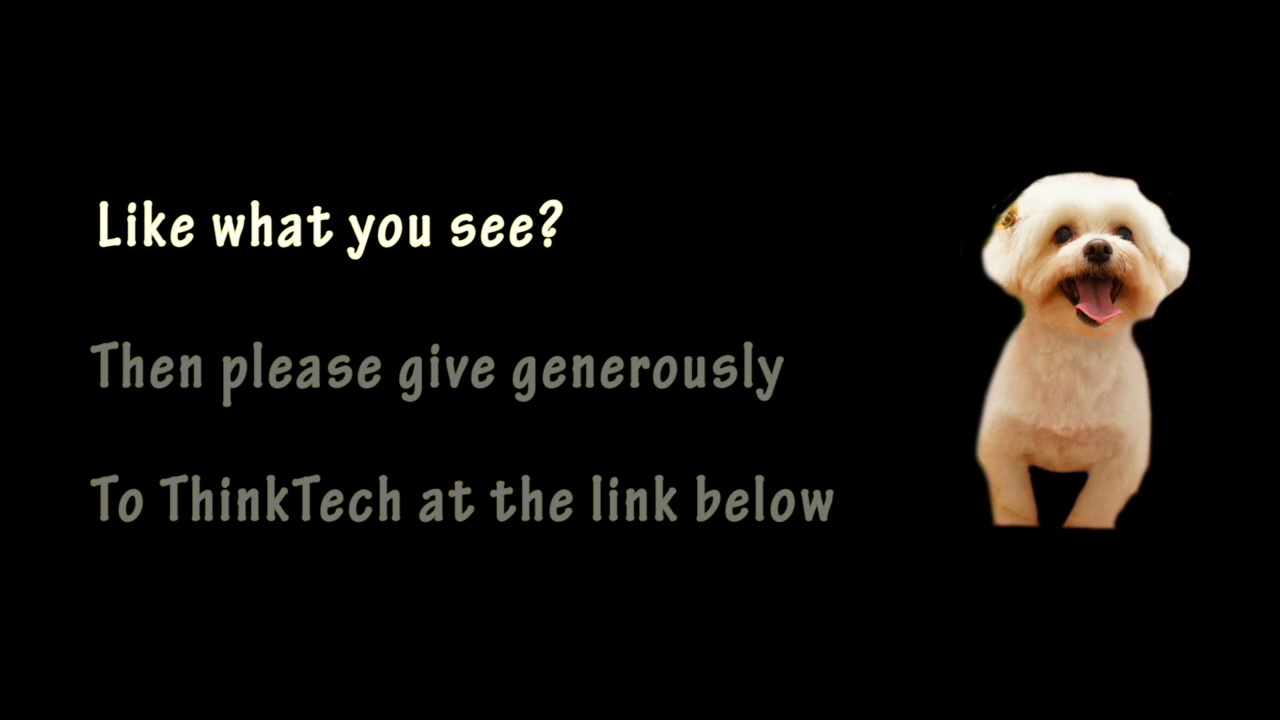 Like what you see?
Then please give generously
To ThinkTech at the link below